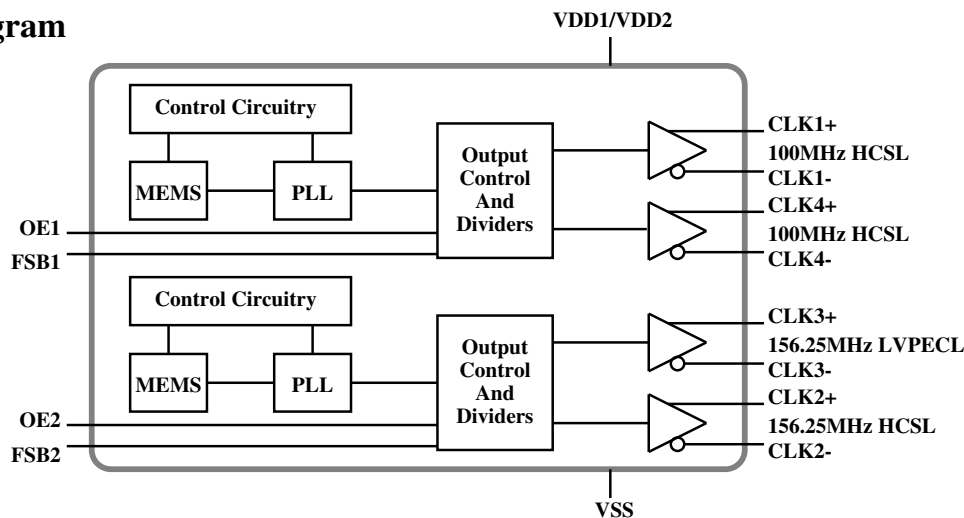 gram
VDD1/VDD2
Control Circuitry
MEMS
PLL
Output
Control
And
Dividers
CLK1+
100MHz HCSL
CLK1-
CLK4+
100MHz HCSL
CLK4-
OE1
FSB1
Control Circuitry
MEMS
PLL
Output
Control
And
Dividers
CLK3+
156.25MHz LVPECL
CLK3-
CLK2+
156.25MHz HCSL
CLK2-
OE2
FSB2
VSS